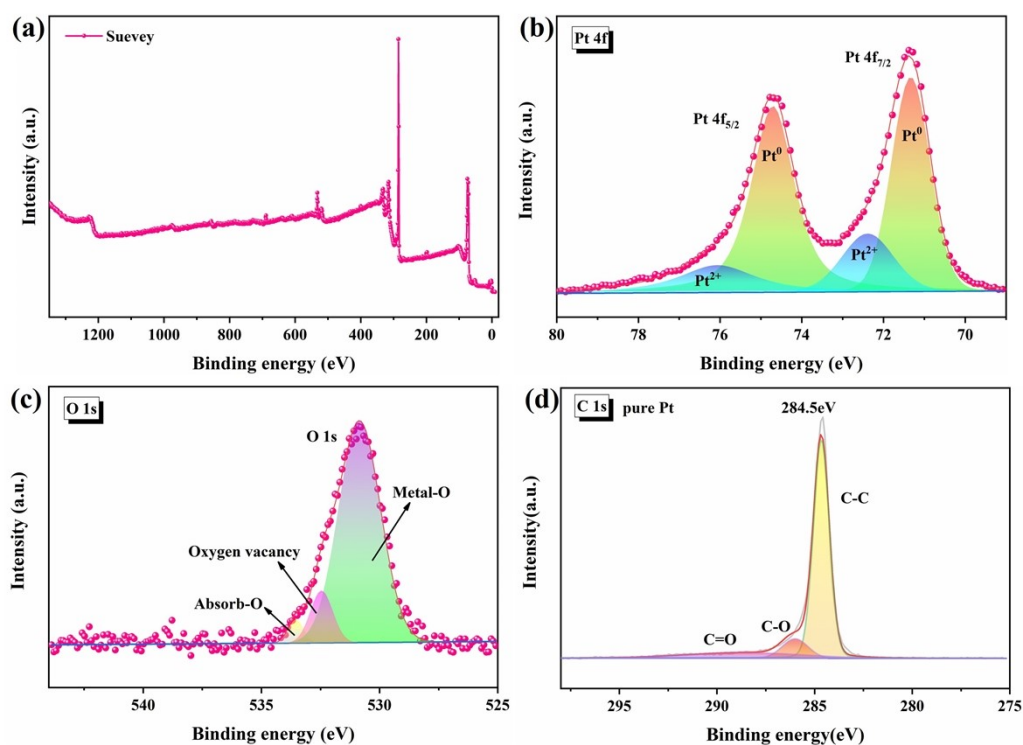 (a)
Suevey
Intensity (a.u.)
1200 1000 800 600 400 200 0
Binding energy (eV)
(b)
Pt 4f
Pt 4f7/2
Pt 4f5/2
Pt0
Pt0
Pt2+
Pt2+
Intensity (a.u.)
80 78 76 74 72 70
Binding energy (eV)
(c)
O 1s
O 1s
Metal-O
Oxygen vacancy
Absorb-O
Intensity (a.u.)
540 535 530 525
Binding energy (eV)
(d)
C 1s pure Pt
284.5eV
C-C
C-O
C=O
Intensity(a.u.)
295 290 285 280 275
Binding energy(eV)